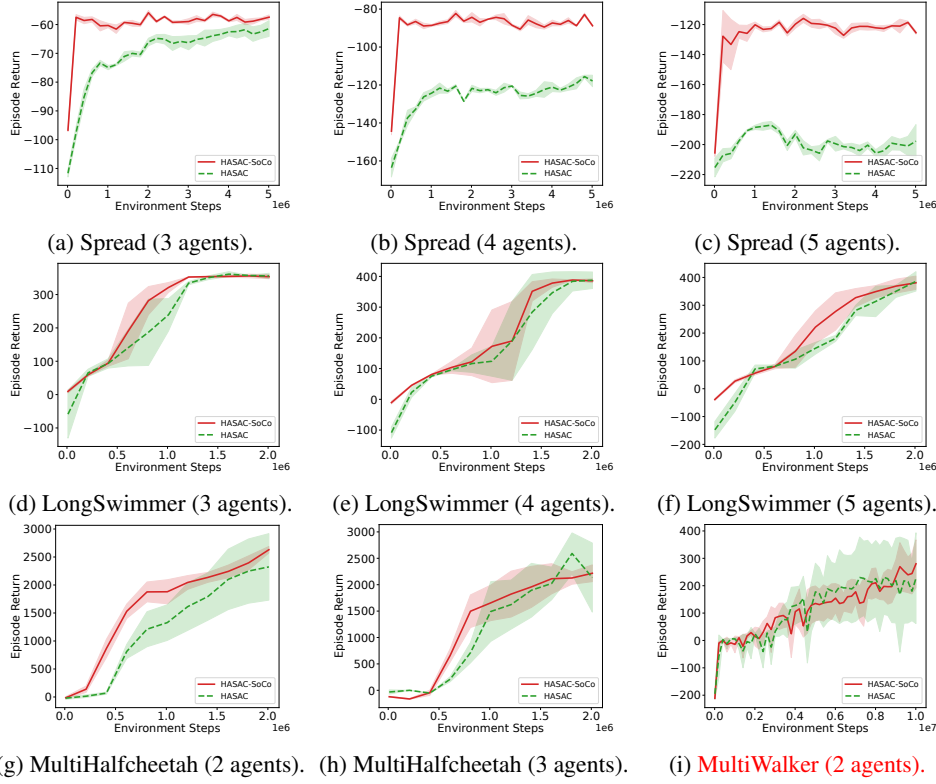 −60
−70
−80
−90
−100
−110
Episode Return
HASAC-SoCo
HASAC
0 1 2 3 4 5
Environment Steps 1e6
(a) Spread (3 agents).
−80
−100
−120
−140
−160
Episode Return
HASAC-SoCo
HASAC
0 1 2 3 4 5
Environment Steps 1e6
(b) Spread (4 agents).
−120
−140
−160
−180
−200
−220
Episode Return
HASAC-SoCo
HASAC
0 1 2 3 4 5
Environment Steps 1e6
(c) Spread (5 agents).
300
200
100
0
−100
Episode Return
HASAC-SoCo
HASAC
0.0 0.5 1.0 1.5 2.0
Environment Steps 1e6
(d) LongSwimmer (3 agents).
400
300
200
100
0
−100
Episode Return
HASAC-SoCo
HASAC
0.0 0.5 1.0 1.5 2.0
Environment Steps 1e6
(e) LongSwimmer (4 agents).
400
300
200
100
0
−100
−200
Episode Return
HASAC-SoCo
HASAC
0.0 0.5 1.0 1.5 2.0
Environment Steps 1e6
(f) LongSwimmer (5 agents).
3000
2500
2000
1500
1000
500
0
Episode Return
HASAC-SoCo
HASAC
0.0 0.5 1.0 1.5 2.0
Environment Steps 1e6
g) MultiHalfcheetah (2 agents).
3000
2500
2000
1500
1000
500
0
Episode Return
HASAC-SoCo
HASAC
0.0 0.5 1.0 1.5 2.0
Environment Steps 1e6
(h) MultiHalfcheetah (3 agents).
400
300
200
100
0
−100
−200
Episode Return
HASAC-SoCo
HASAC
0.0 0.2 0.4 0.6 0.8 1.0
Environment Steps 1e7
(i) MultiWalker (2 agents).